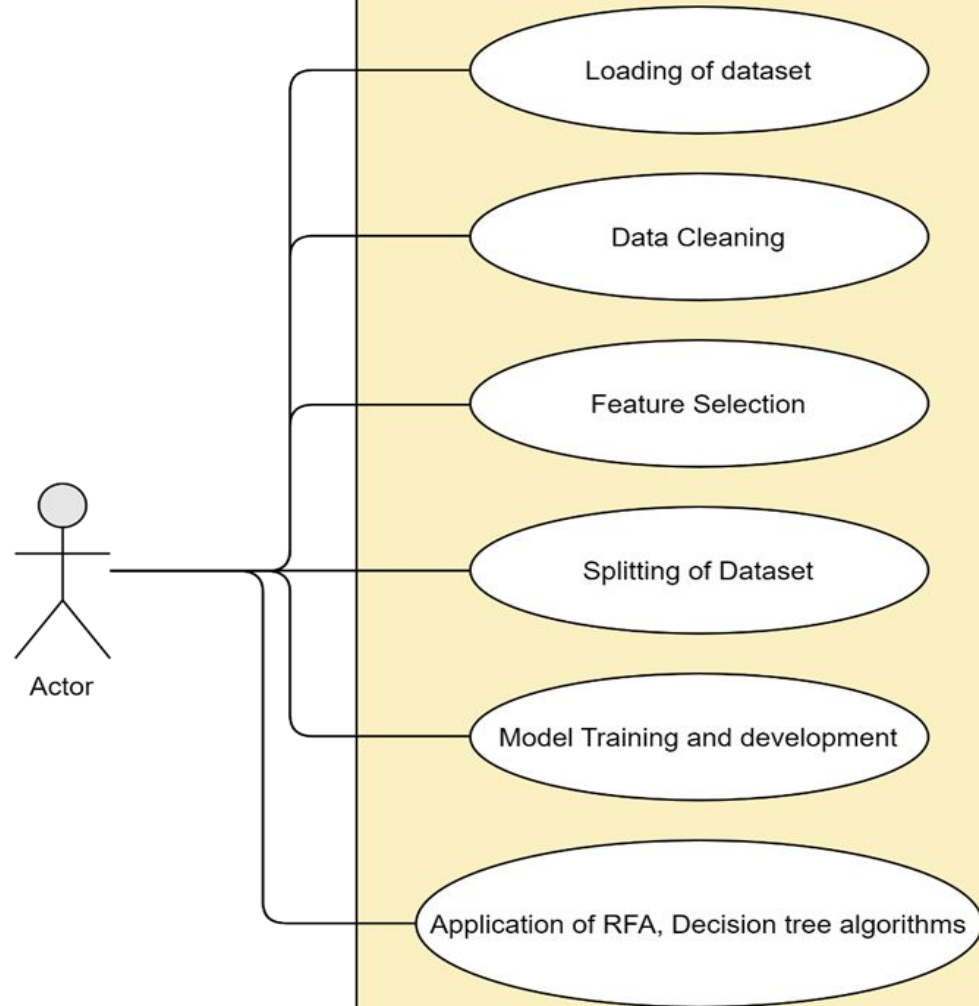 Loading of dataset
Data Cleaning
Feature Selection
Splitting of Dataset
Actor
Model Training and development
Application of RFA, Decision tree algorithms